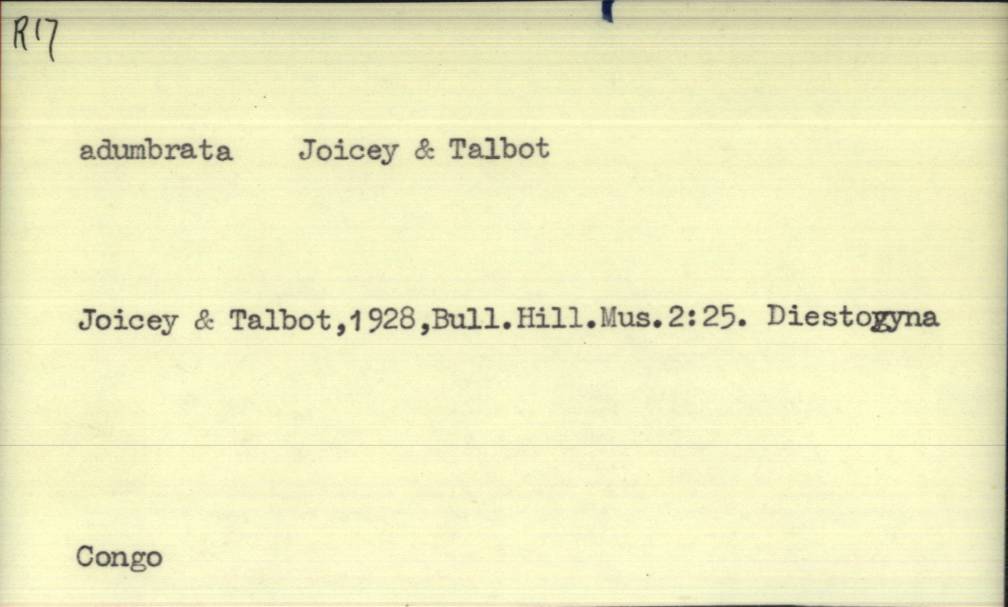 R17
adumbrata Joicey & Talbot
Joicey & Talbot,1928,Bull.Hill.Mus.2:25. Diestogyna
Congo